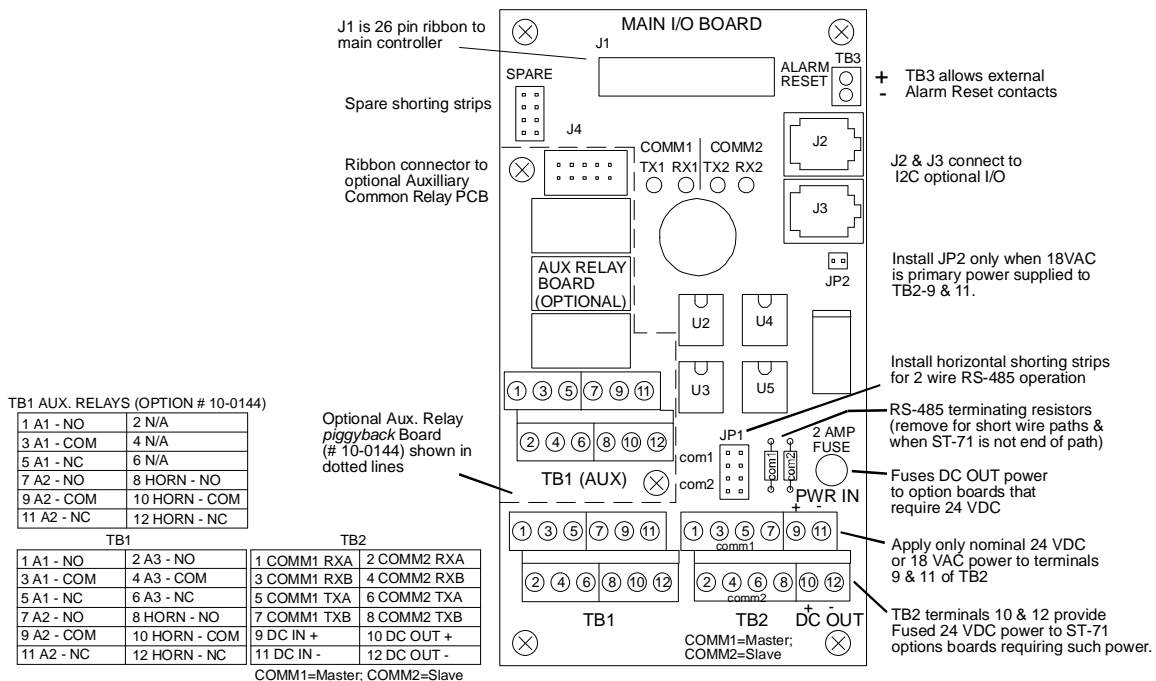 MAIN I/O BOARD
J1 is 26 pin ribon to
main controller
J1
SPARE
Spare shorting strips
ALARM
RESET
TB3
+ TB3 allows external
- Alarm Reset contacts
J4
COMM1 COMM2
TX1 RX1 TX2 RX2
J2
J3
J2 & J3 connect to
I2C optional I/O
Ribbon connector to
optional Auxilliary
Common Relay PCB
AUX RELAY
BOARD
(OPTIONAL)
JP2
Install JP2 only when 18VAC
is primary power supplied to
TB2-9 & 11.
U2 U4
U3 U5
Install horizontal shorting strips
for 2 wire RS-485 operation
RS-485 terminating resistors
(remove for short wire paths &
when ST-71 is not end of path)
1 3 5 7 9 11
2 4 6 8 10 12
TB1 (AUX)
Optional Aux. Relay
piggyback Board
(# 10-0144) shown in
dotted lines
JP1
com1
com2
com1 com2
2 AMP
FUSE
Fuses DC OUT power
to option boards that
require 24 VDC
PWR IN
+ -
1 3 5 7 9 11
2 4 6 8 10 12
TB1
1 3 5 7 9 11
comm1
2 4 6 8 10 12
comm2
+ -
TB2 DC OUT
COMM1=Master;
COMM2=Slave
Apply only nominal 24 VDC
or 18 VAC power to terminals
9 & 11 of TB2
TB2 terminals 10 & 12 provide
Fused 24 VDC power to ST-71
options boards requiring such power.
TB1 AUX. RELAYS (OPTION # 10-0144)
1 A1 - NO 2 N/A
3 A1 - COM 4 N/A
5 A1 - NC 6 N/A
7 A2 - NO 8 HORN - NO
9 A2 - COM 10 HORN - COM
11 A2 - NC 12 HORN - NC
TB1
1 A1 - NO 2 A3 - NO
3 A1 - COM 4 A3 - COM
5 A1 - NC 6 A3 - NC
7 A2 - NO 8 HORN - NO
9 A2 - COM 10 HORN - COM
11 A2 - NC 12 HORN - NC
TB2
1 COMM1 RXA 2 COMM2 RXA
3 COMM1 RXB 4 COMM2 RXB
5 COMM1 TXA 6 COMM2 TXA
7 COMM1 TXB 8 COMM2 TXB
9 DC IN + 10 DC OUT +
11 DC IN - 12 DC OUT -
COMM1=Master; COMM2=Slave